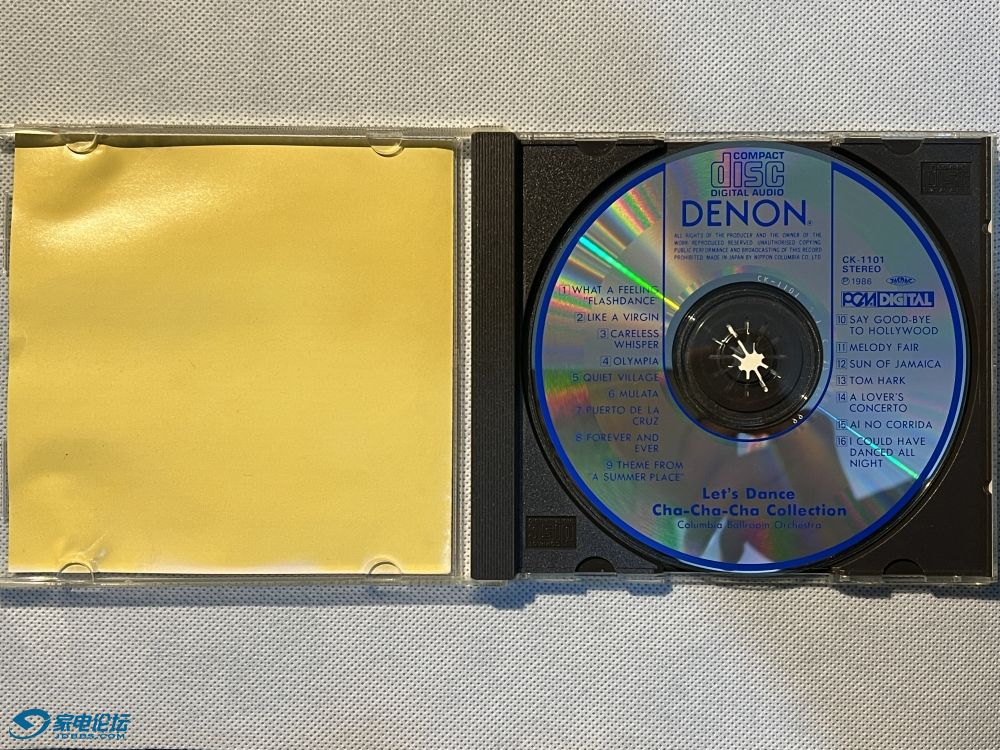 COMPACT
disc
DIGITAL AUDIO
DENON
ALL RIGHTS OF THE PRODUCER AND THE OWNER OF THE
WORK REPRODUCED RESERVED. UNAUTHORISED COPYING,
PUBLIC PERFORMANCE AND BROADCASTING OF THIS RECORD
PROHIBITED. MADE IN JAPAN BY NIPPON COLUMBIA CO. LTD
CK-1101
STEREO
℗1986
PCM DIGITAL
CK-1101
1 WHAT A FEELING
"FLASHDANCE"
2 LIKE A VIRGIN
3 CARELESS
WHISPER
4 OLYMPIA
5 QUIET VILLAGE
6 MULATA
7 PUERTO DE LA
CRUZ
8 FOREVER AND
EVER
9 THEME FROM
"A SUMMER PLACE"
10 SAY GOOD-BYE
TO HOLLYWOOD
11 MELODY FAIR
12 SUN OF JAMAICA
13 TOM HARK
14 A LOVER'S
CONCERTO
15 AI NO CORRIDA
16 I COULD HAVE
DANCED ALL
NIGHT
Let's Dance
Cha-Cha-Cha Collection
Columbia Ballroom Orchestra
家电论坛
JDBBS.COM